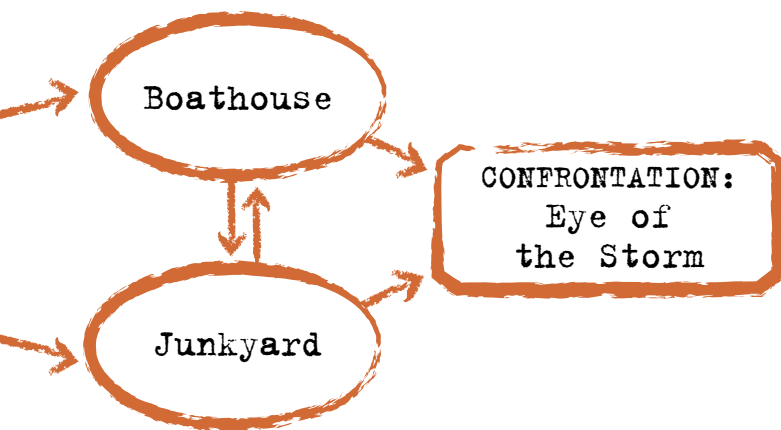 Boathouse
CONFRONTATION:
Eye of
the Storm
Junkyard